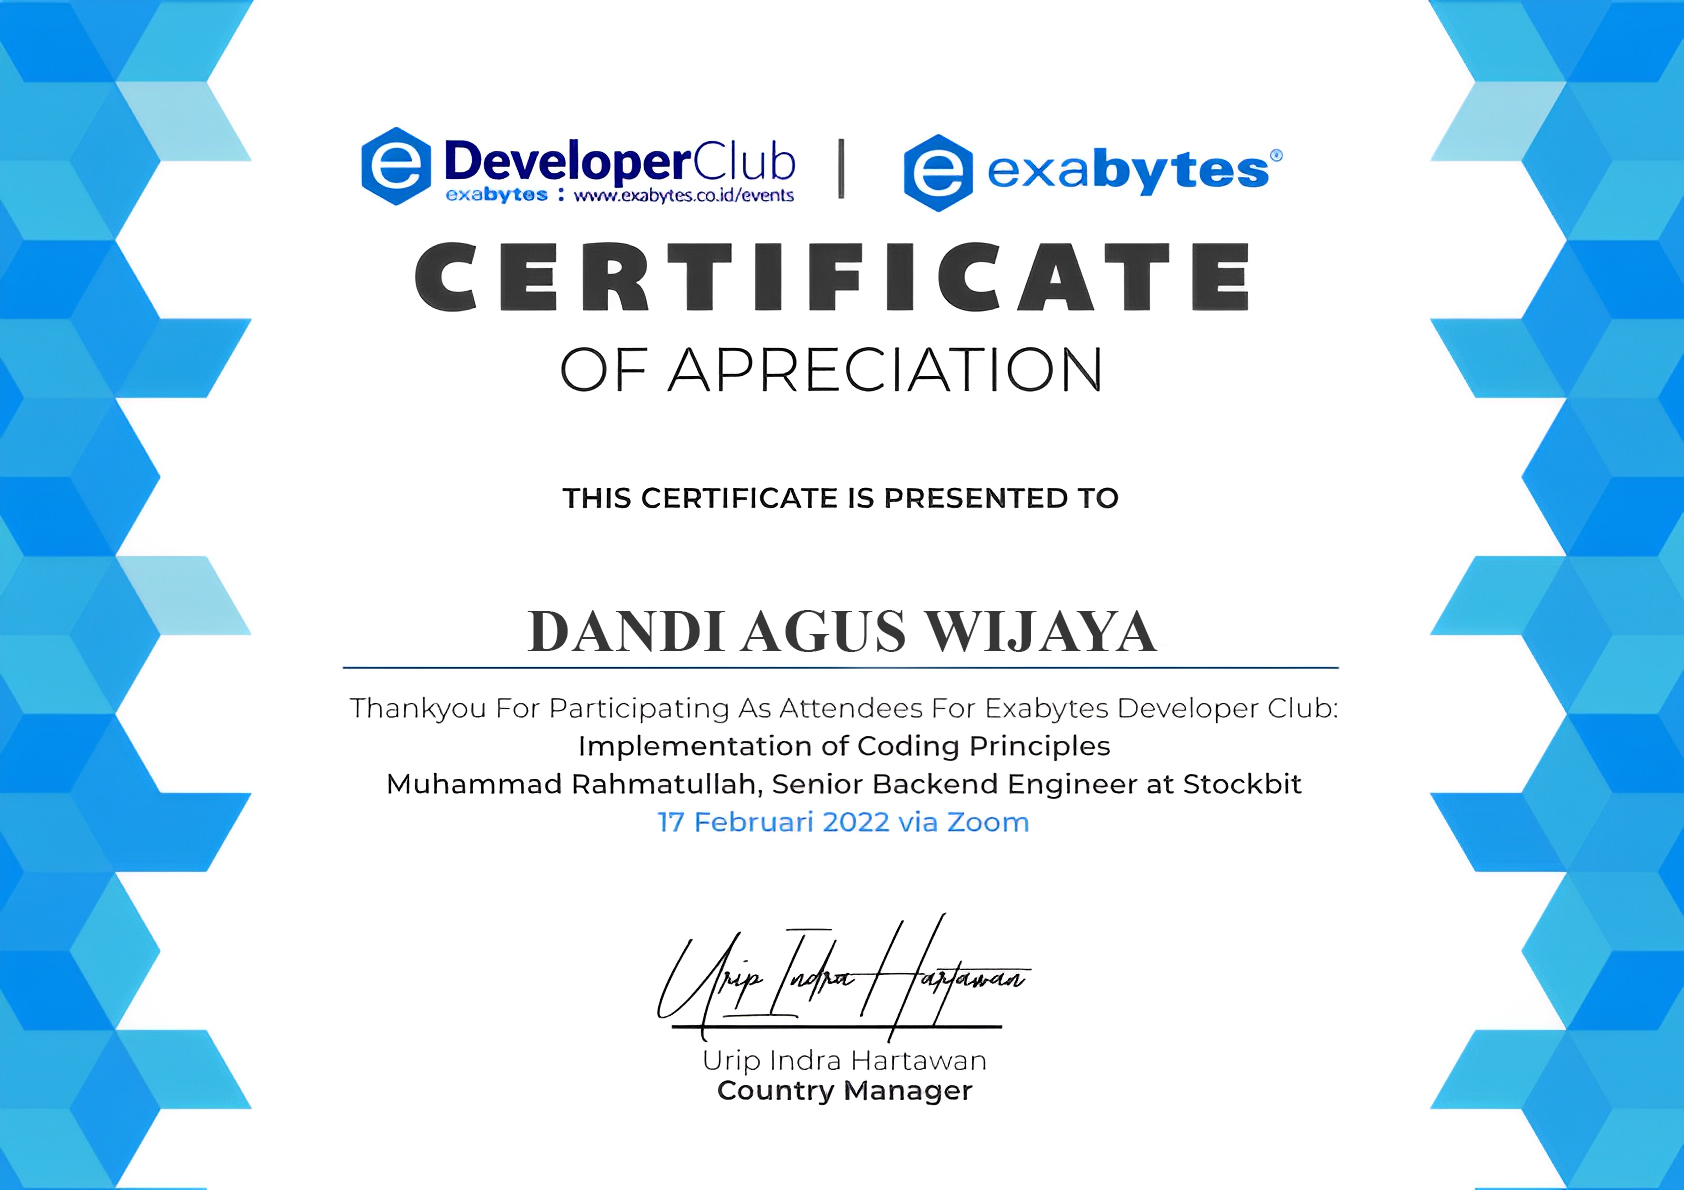 DeveloperClub
exabytes : www.exabytes.co.id/events
exabytes®
CERTIFICATE
OF APRECIATION
THIS CERTIFICATE IS PRESENTED TO
DANDI AGUS WIJAYA
Thankyou For Participating As Attendees For Exabytes Developer Club:
Implementation of Coding Principles
Muhammad Rahmatullah, Senior Backend Engineer at Stockbit
17 Februari 2022 via Zoom
Urip Indra Hartawan
Urip Indra Hartawan
Country Manager